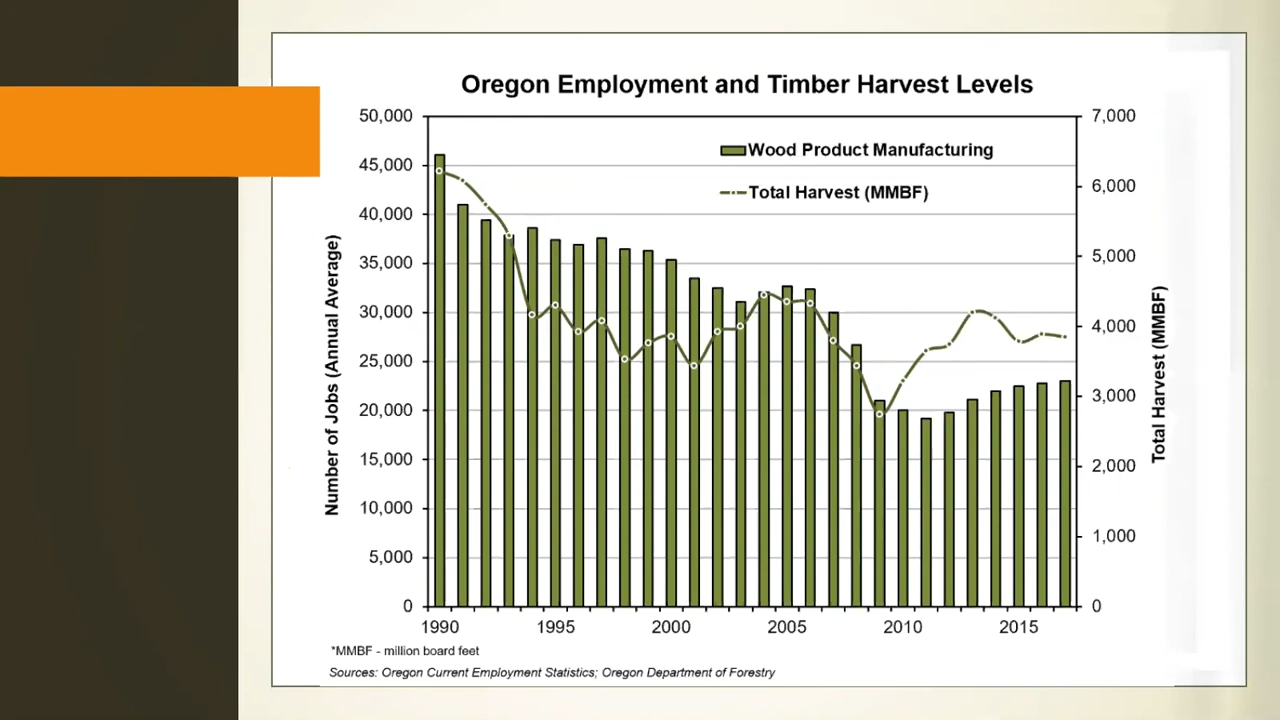 Oregon Employment and Timber Harvest Levels
50,000
45,000
40,000
35,000
30,000
25,000
20,000
15,000
10,000
5,000
0
Number of Jobs (Annual Average)
Wood Product Manufacturing
Total Harvest (MMBF)
7,000
6,000
5,000
4,000
3,000
2,000
1,000
0
Total Harvest (MMBF)
1990 1995 2000 2005 2010 2015
*MMBF - million board feet
Sources: Oregon Current Employment Statistics; Oregon Department of Forestry